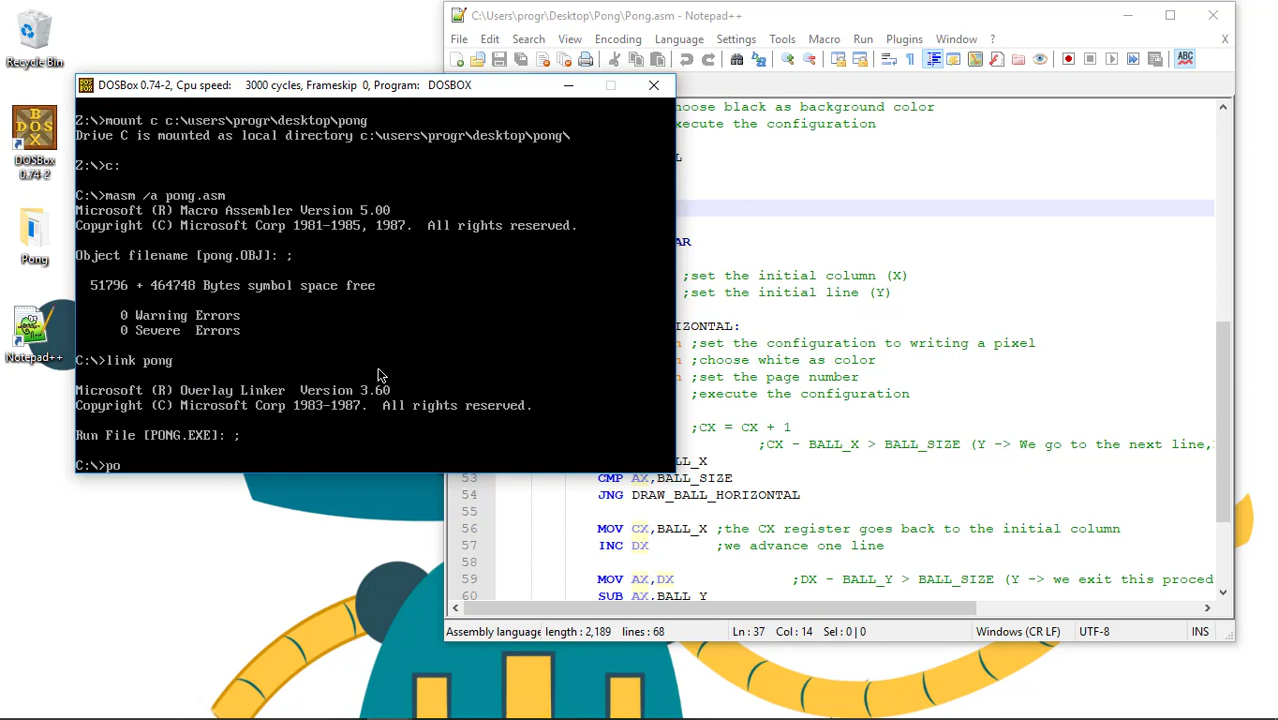 Recycle Bin
DOSBox
0.74-2
Pong
Notepad++
DOSBox 0.74-2, Cpu speed: 3000 cycles, Frameskip 0, Program: DOSBOX
Z:\>mount c c:\users\progr\desktop\pong
Drive C is mounted as local directory c:\users\progr\desktop\pong\
Z:\>c:
C:\>masm /a pong.asm
Microsoft (R) Macro Assembler Version 5.00
Copyright (C) Microsoft Corp 1981-1985, 1987. All rights reserved.
Object filename [pong.OBJ]: ;
51796 + 464748 Bytes symbol space free
0 Warning Errors
0 Severe Errors
C:\>link pong
Microsoft (R) Overlay Linker Version 3.60
Copyright (C) Microsoft Corp 1983-1987. All rights reserved.
Run File [PONG.EXE]: ;
C:\>po
C:\Users\progr\Desktop\Pong\Pong.asm - Notepad++
File Edit Search View Encoding Language Settings Tools Macro Run Plugins Window ? X
ABC
oose black as background color
xecute the configuration
L
AR
;set the initial column (X)
;set the initial line (Y)
IZONTAL:
;set the configuration to writing a pixel
;choose white as color
;set the page number
;execute the configuration
;CX = CX + 1
;CX - BALL_X > BALL_SIZE (Y -> We go to the next line,
LL_X
53 CMP AX,BALL_SIZE
54 JNG DRAW_BALL_HORIZONTAL
55
56 MOV CX,BALL_X ;the CX register goes back to the initial column
57 INC DX ;we advance one line
58
59 MOV AX,DX ;DX - BALL_Y > BALL_SIZE (Y -> we exit this proced
60 SUB AX,BALL_Y
Assembly language length : 2,189 lines : 68 Ln : 37 Col : 14 Sel : 0 | 0 Windows (CR LF) UTF-8 INS